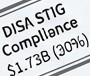 DISA STIG
Compliance
$1.73B (30%)